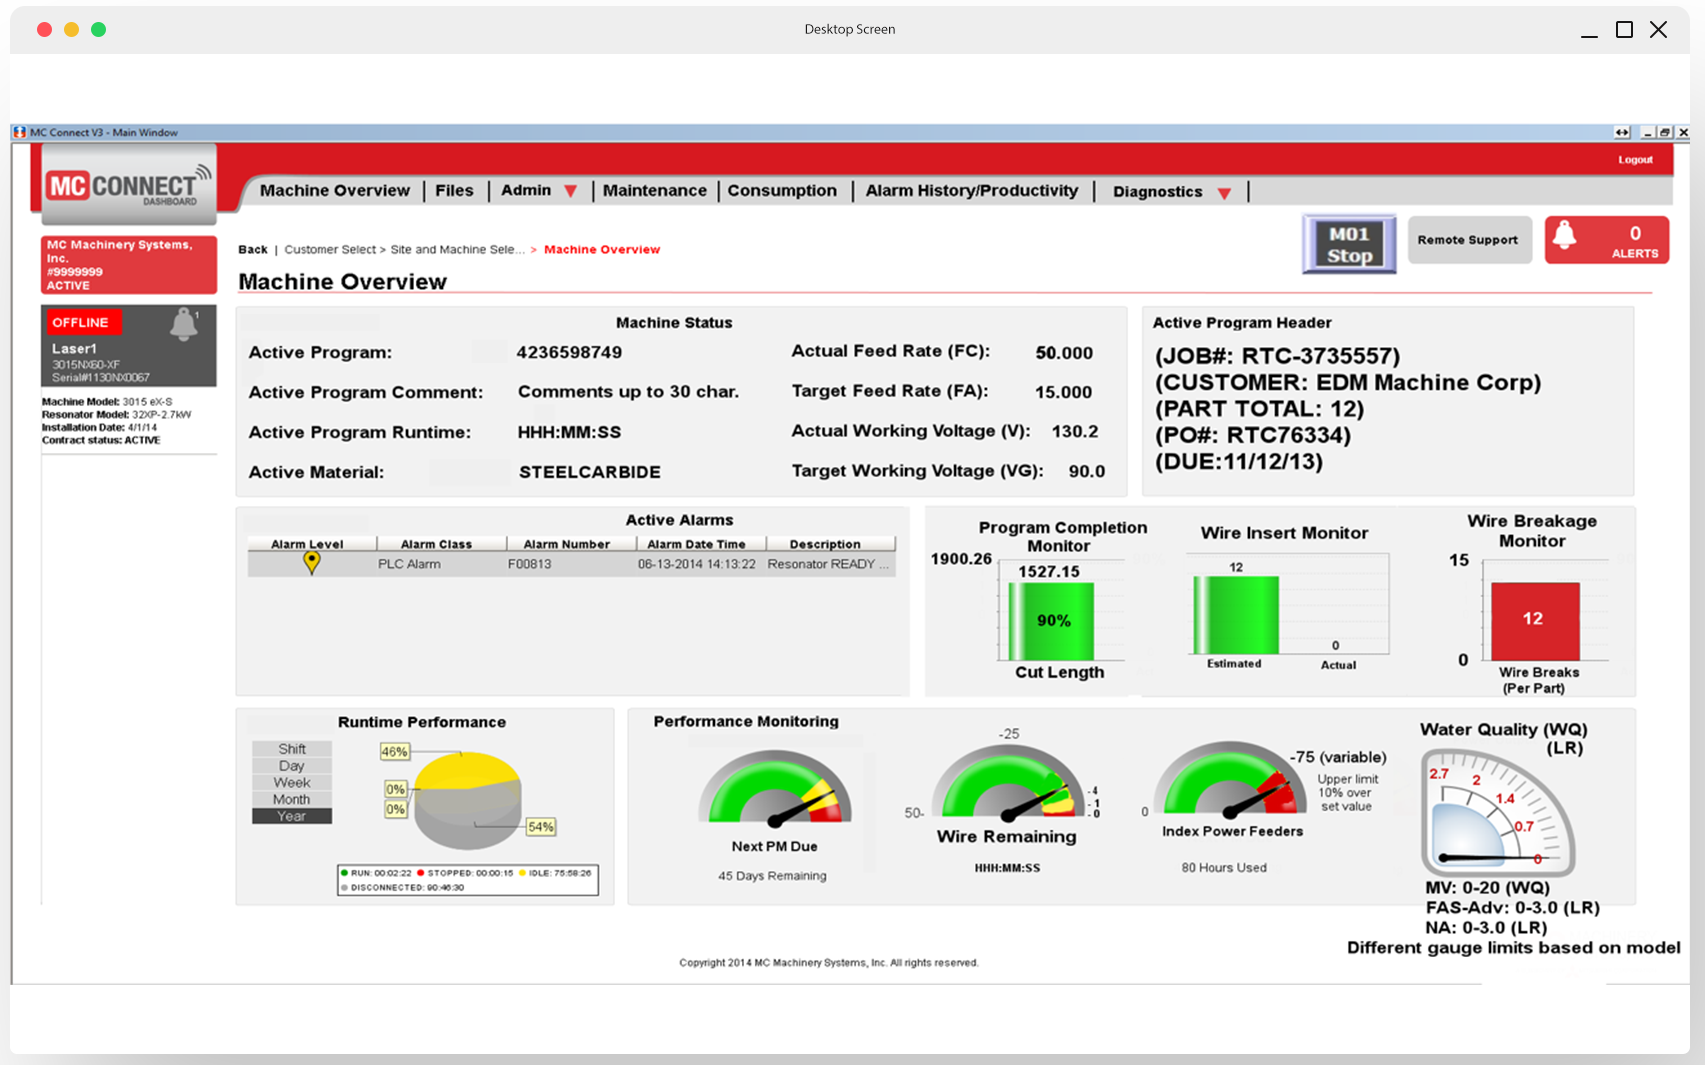 Desktop Screen
MC Connect V3 - Main Window
Logout
MC CONNECT
DASHBOARD
Machine Overview | Files | Admin | Maintenance | Consumption | Alarm History/Productivity | Diagnostics |
MC Machinery Systems,
Inc.
#9999999
ACTIVE
Back | Customer Select > Site and Machine Sele... > Machine Overview
M01
Stop
Remote Support
0
ALERTS
Machine Overview
OFFLINE
1
Laser1
3015NX60-XF
Serial#1130NX0067
Machine Model: 3015 eX-S
Resonator Model: 32XP-2.7kW
Installation Date: 4/1/14
Contract status: ACTIVE
Machine Status
Active Program: 4236598749
Active Program Comment: Comments up to 30 char.
Active Program Runtime: HHH:MM:SS
Active Material: STEELCARBIDE
Actual Feed Rate (FC): 50.000
Target Feed Rate (FA): 15.000
Actual Working Voltage (V): 130.2
Target Working Voltage (VG): 90.0
Active Program Header
(JOB#: RTC-3735557)
(CUSTOMER: EDM Machine Corp)
(PART TOTAL: 12)
(PO#: RTC76334)
(DUE:11/12/13)
Active Alarms
Alarm Level Alarm Class Alarm Number Alarm Date Time Description
PLC Alarm F00813 06-13-2014 14:13:22 Resonator READY ...
Program Completion
Monitor
1900.26
1527.15
90%
Cut Length
Wire Insert Monitor
12
0
Estimated Actual
Wire Breakage
Monitor
15
12
0
Wire Breaks
(Per Part)
Runtime Performance
Shift
Day
Week
Month
Year
46%
0%
0%
54%
RUN: 00:02:22 STOPPED: 00:00:15 IDLE: 75:58:26
DISCONNECTED: 90:46:30
Performance Monitoring
Next PM Due
45 Days Remaining
-25
50-
- 4
- 1
- 0
Wire Remaining
HHH:MM:SS
-75 (variable)
Upper limit
10% over
set value
0
Index Power Feeders
80 Hours Used
Water Quality (WQ)
(LR)
2.7
2
1.4
0.7
0
MV: 0-20 (WQ)
FAS-Adv: 0-3.0 (LR)
NA: 0-3.0 (LR)
Different gauge limits based on model
Copyright 2014 MC Machinery Systems, Inc. All rights reserved.